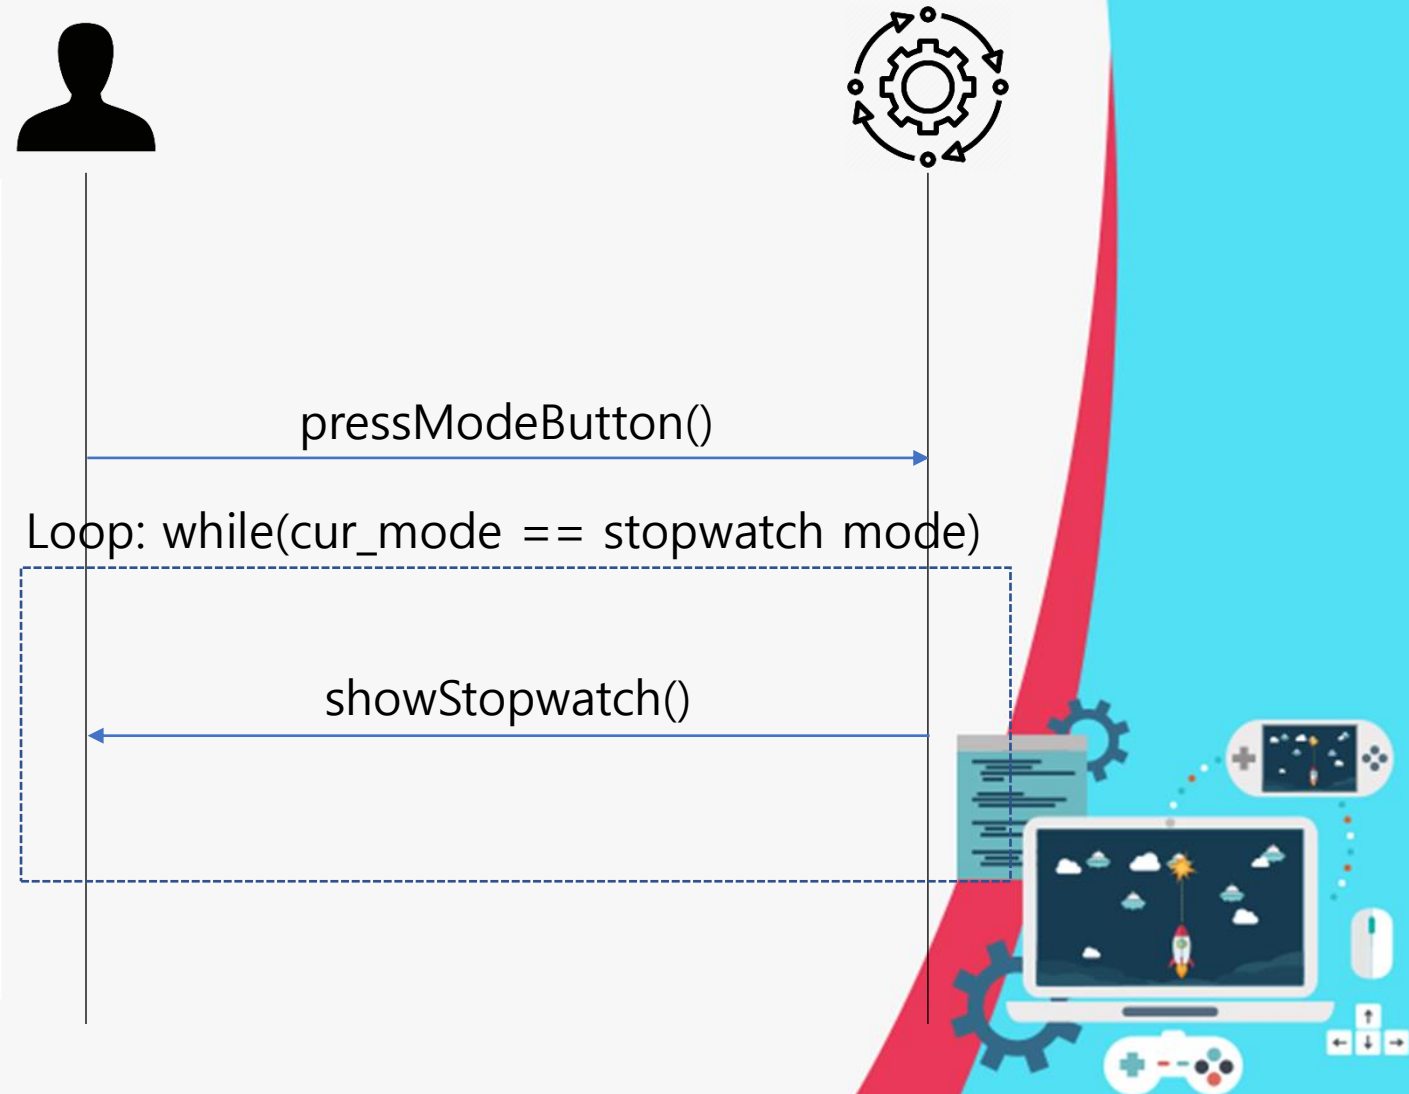 pressModeButton()
Loop: while(cur_mode == stopwatch mode)
showStopwatch()